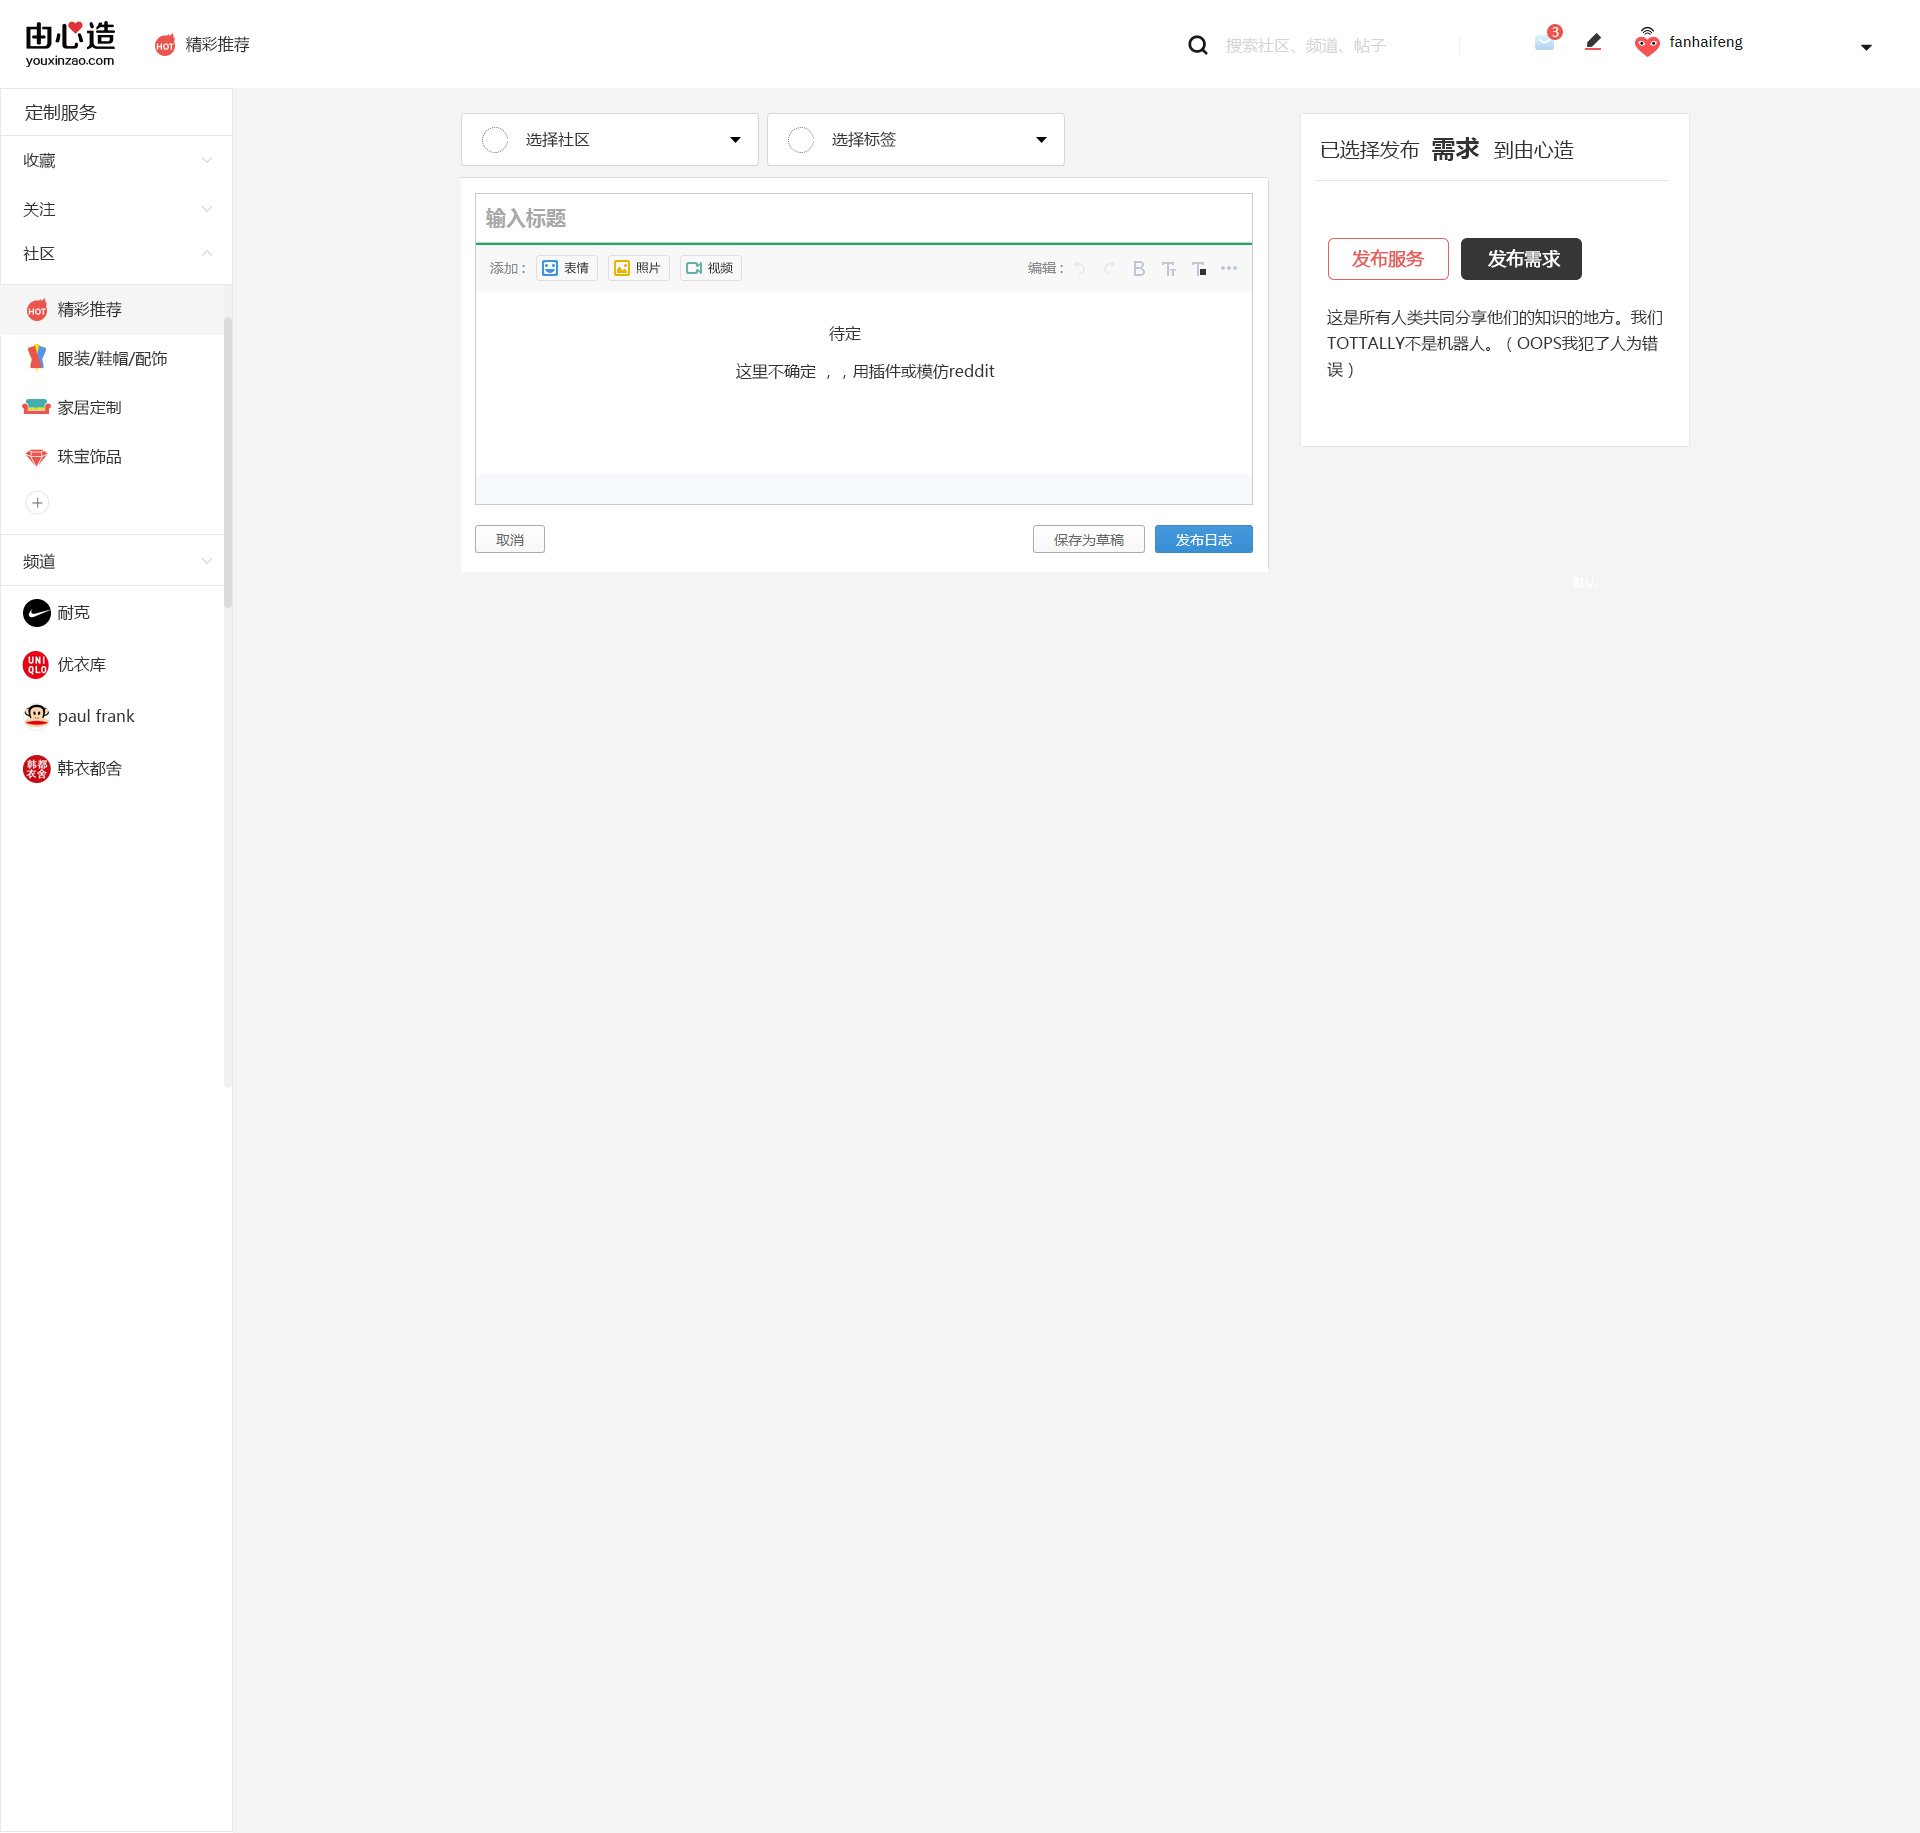 由心造
youxinzao.com
HOT 精彩推荐
搜索社区、频道、帖子
3
fanhaifeng
定制服务
收藏
关注
社区
HOT 精彩推荐
服装/鞋帽/配饰
家居定制
珠宝饰品
频道
耐克
UNI QLO 优衣库
paul frank
韩都衣舍 韩衣都舍
选择社区
选择标签
输入标题
添加： 表情 照片 视频 编辑：
待定
这里不确定 ，，用插件或模仿reddit
取消 保存为草稿 发布日志
已选择发布 需求 到由心造
发布服务 发布需求
这是所有人类共同分享他们的知识的地方。我们
TOTTALLY不是机器人。（OOPS我犯了人为错
误）
默认